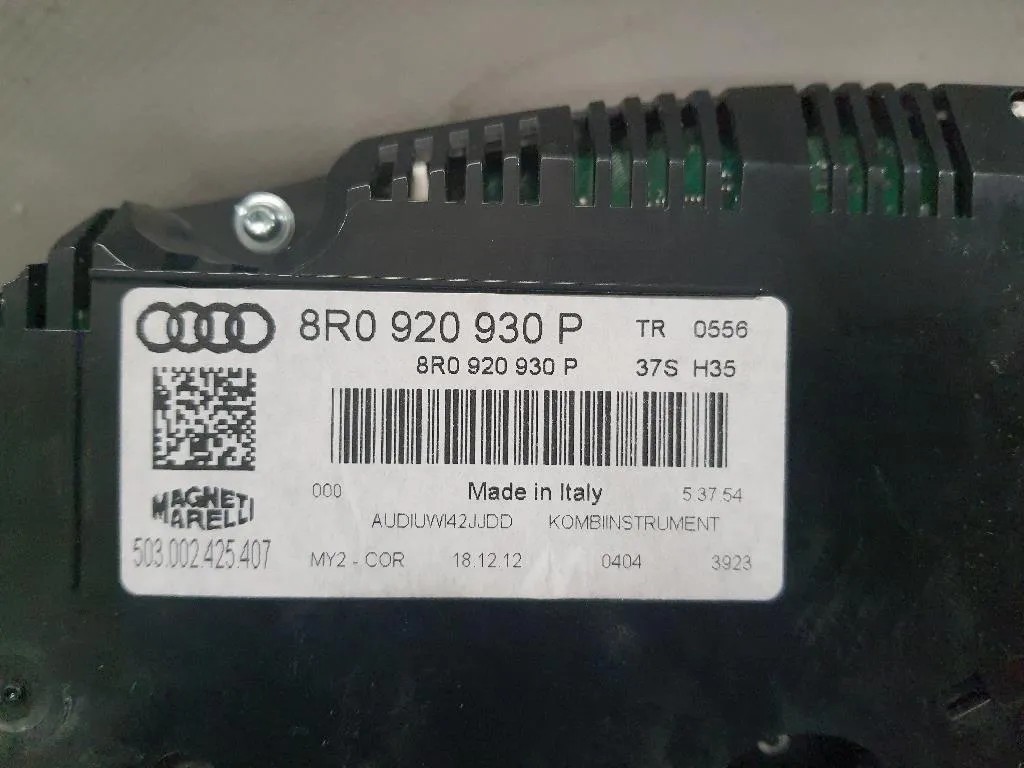 8R0 920 930 P TR 0556
8R0 920 930 P 37S H35
000 Made in Italy 5.37.54
MAGNETI
MARELLI
AUDIUWI42JJDD KOMBIINSTRUMENT
503.002.425.407 MY2 - COR 18.12.12 0404 3923